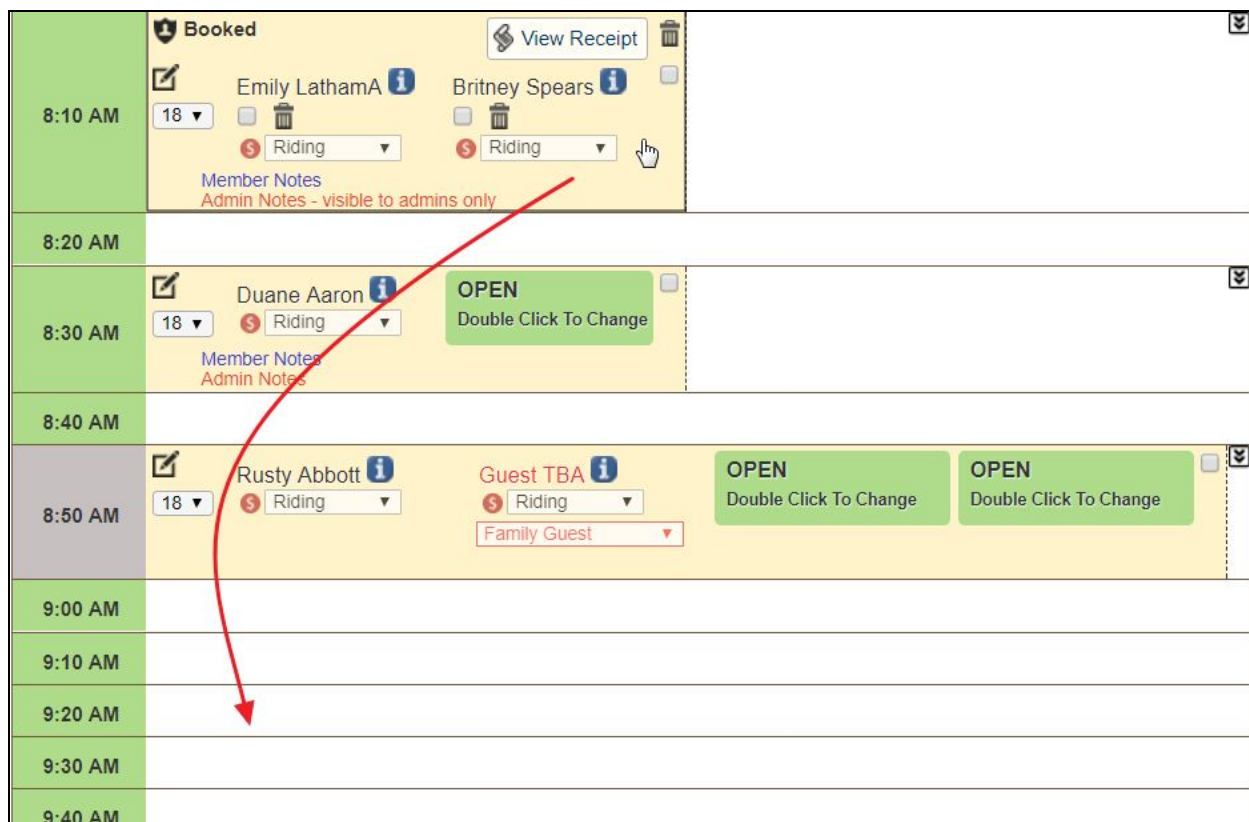 Booked
View Receipt
Emily LathamA Britney Spears
8:10 AM 18
Riding Riding
Member Notes
Admin Notes - visible to admins only
8:20 AM
Duane Aaron OPEN
8:30 AM 18 Riding Double Click To Change
Member Notes
Admin Notes
8:40 AM
Rusty Abbott Guest TBA OPEN OPEN
8:50 AM 18 Riding Riding Double Click To Change Double Click To Change
Family Guest
9:00 AM
9:10 AM
9:20 AM
9:30 AM
9:40 AM